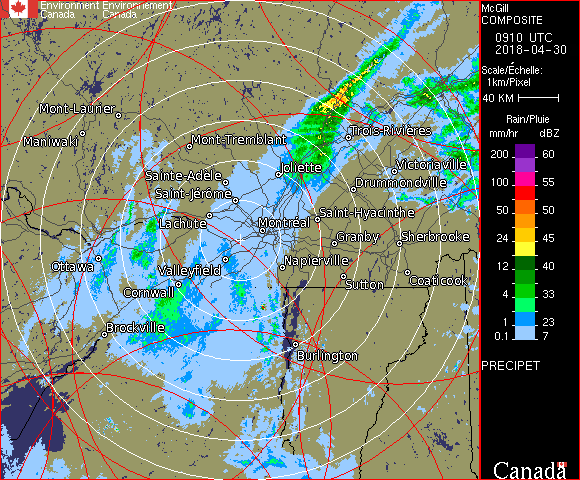 Environment Environnement
Canada Canada
McGill
COMPOSITE
0910 UTC
2018-04-30
Scale/Échelle:
1km/Pixel
40 KM
Rain/Pluie
mm/hr dBZ
200 60
100 55
50 50
24 45
12 40
4 33
1 23
0.1 7
PRECIPET
Canada
Mont-Laurier
Maniwaki
Mont-Tremblant
Trois-Rivières
Joliette
Victoriaville
Sainte-Adèle
Drummondville
Saint-Jérôme
Saint-Hyacinthe
Lachute
Montréal
Granby
Sherbrooke
Ottawa
Valleyfield
Napierville
Sutton
Coaticook
Cornwall
Brockville
Burlington